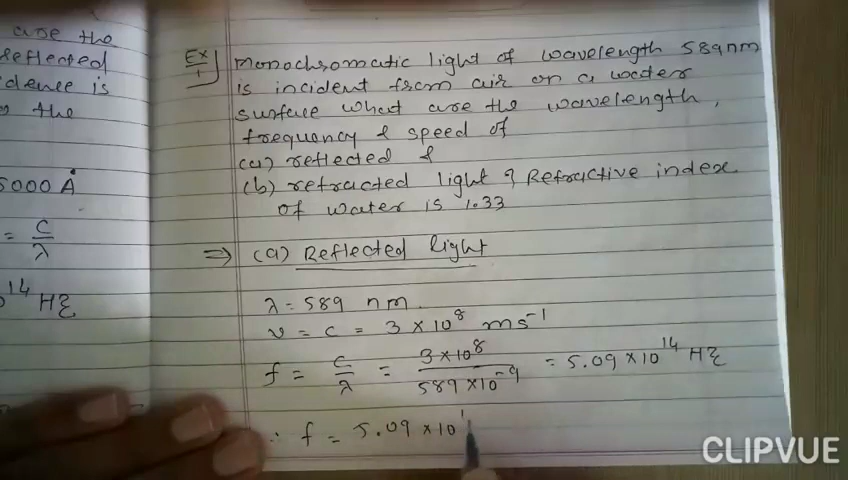 are the
Reflected
dence is
the
5000 Å
= c/λ
14 Hz
Ex 1
Monochromatic light of wavelength 589nm
is incident from air on a water
surface what are the wavelength,
frequency & speed of
(a) reflected &
(b) refracted light? Refractive index
of water is 1.33
⇒ (a) Reflected light
λ = 589 nm
v = c = 3 × 10⁸ ms⁻¹
f = c/λ = 3×10⁸ / 589×10⁻⁹ = 5.09 × 10¹⁴ Hz
∴ f = 5.09 × 10¹
CLIPVUE